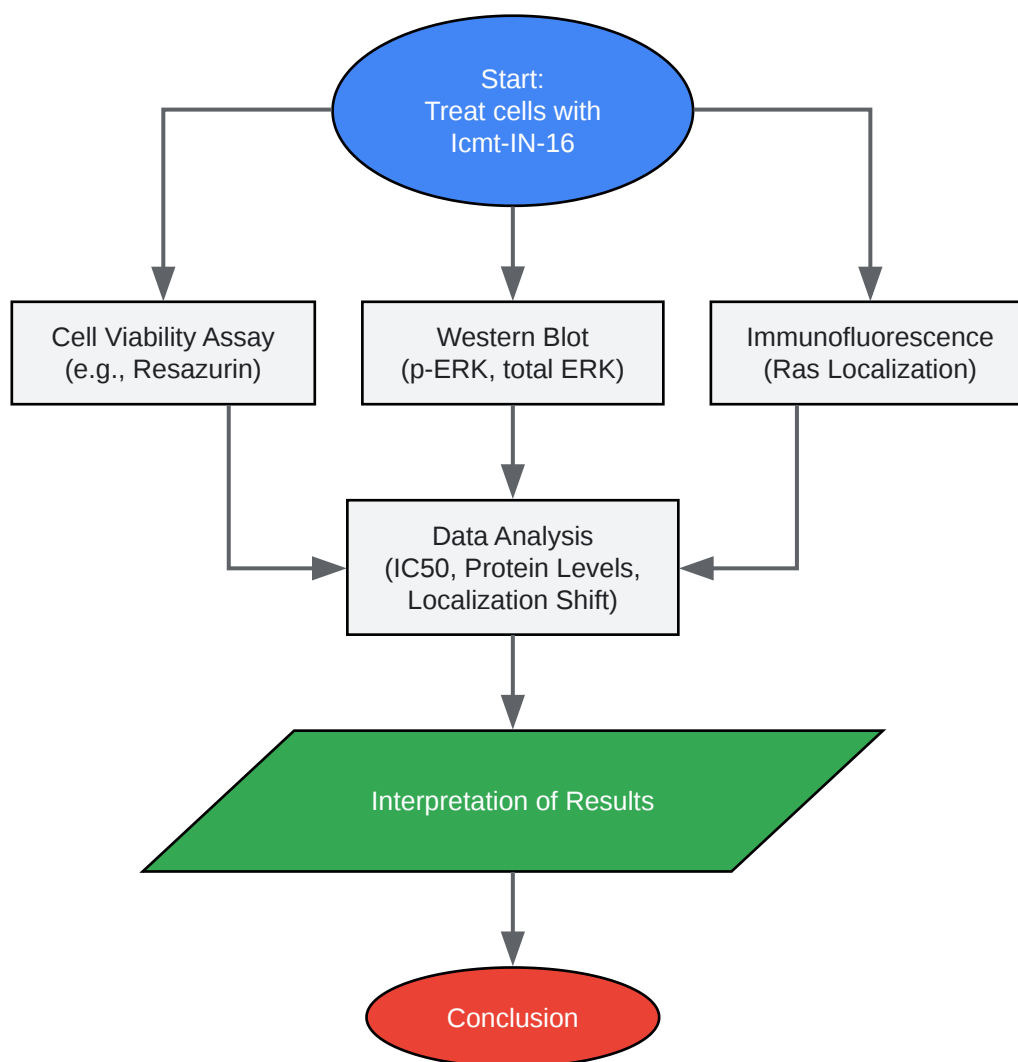 Start:
Treat cells with
Icmt-IN-16
Cell Viability Assay
(e.g., Resazurin)
Western Blot
(p-ERK, total ERK)
Immunofluorescence
(Ras Localization)
Data Analysis
(IC50, Protein Levels,
Localization Shift)
Interpretation of Results
Conclusion